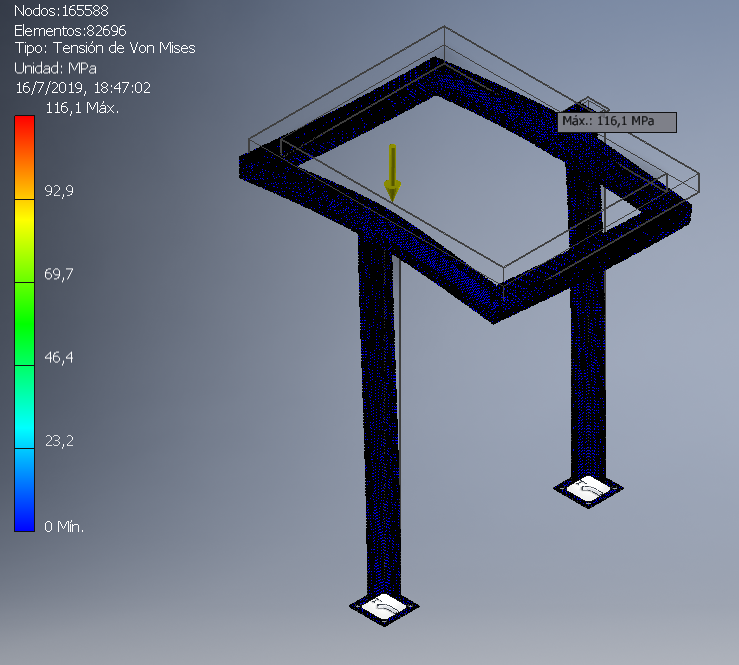 Nodos:165588
Elementos:82696
Tipo: Tensión de Von Mises
Unidad: MPa
16/7/2019, 18:47:02
116,1 Máx.
Máx.: 116,1 MPa
92,9
69,7
46,4
23,2
0 Mín.